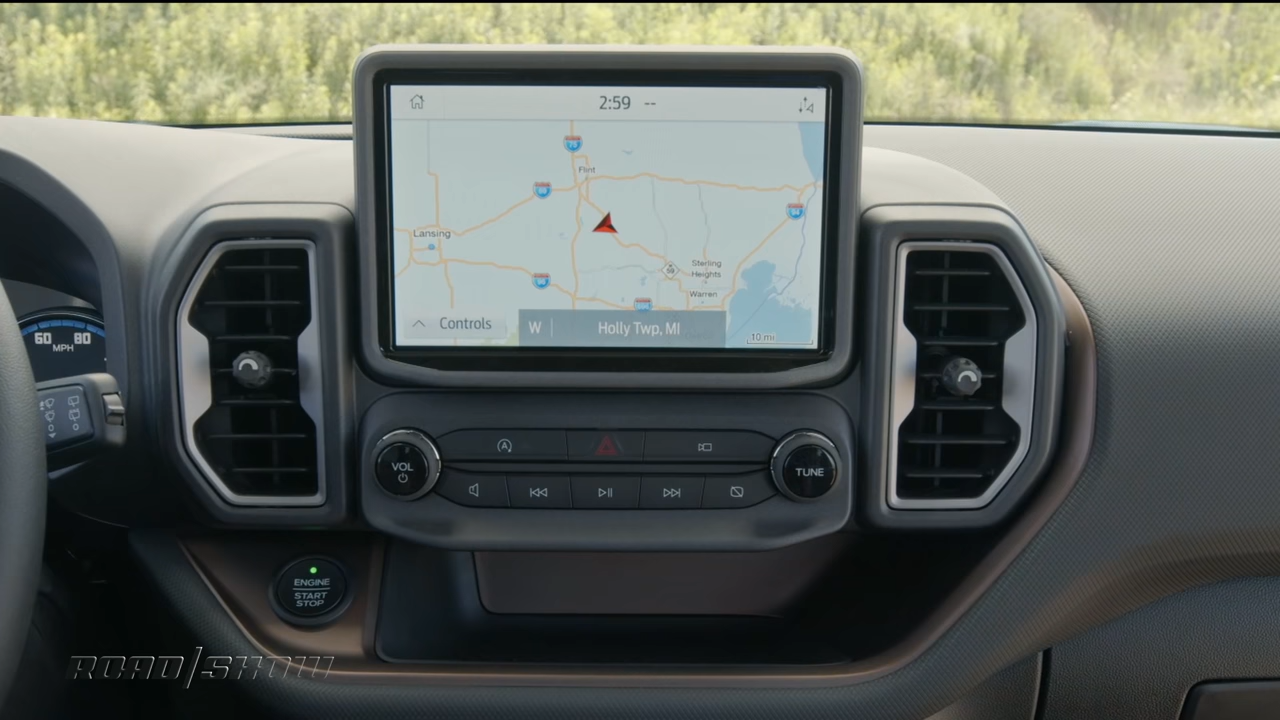 2:59 --
75
Flint
69
94
Lansing
Sterling
Heights
59
96
Warren
Controls
W
Holly Twp, MI
10 mi
60 80
MPH
VOL
TUNE
ENGINE
START
STOP
ROAD/SHOW